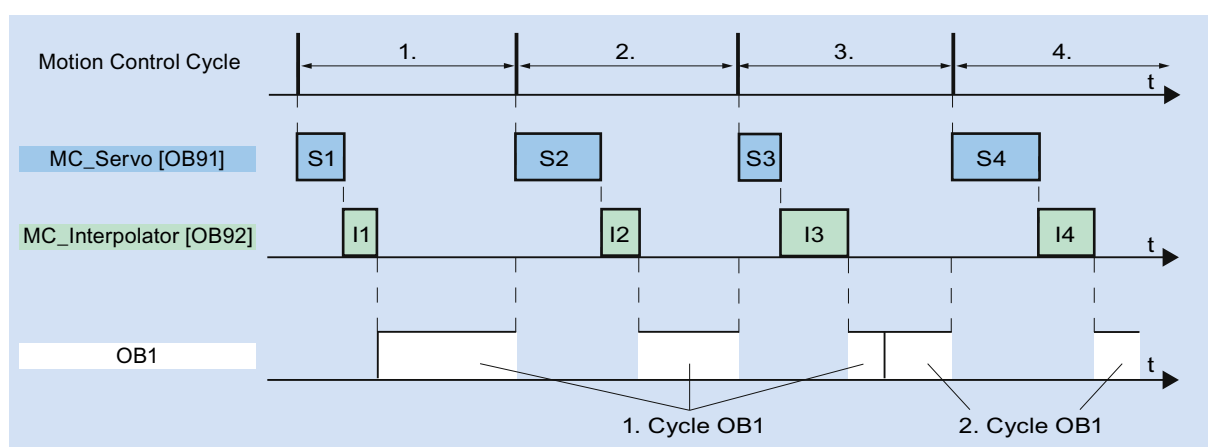 Motion Control Cycle
1. 2. 3. 4.
t
MC_Servo [OB91]
S1 S2 S3 S4
MC_Interpolator [OB92]
I1 I2 I3 I4
t
OB1
t
1. Cycle OB1 2. Cycle OB1